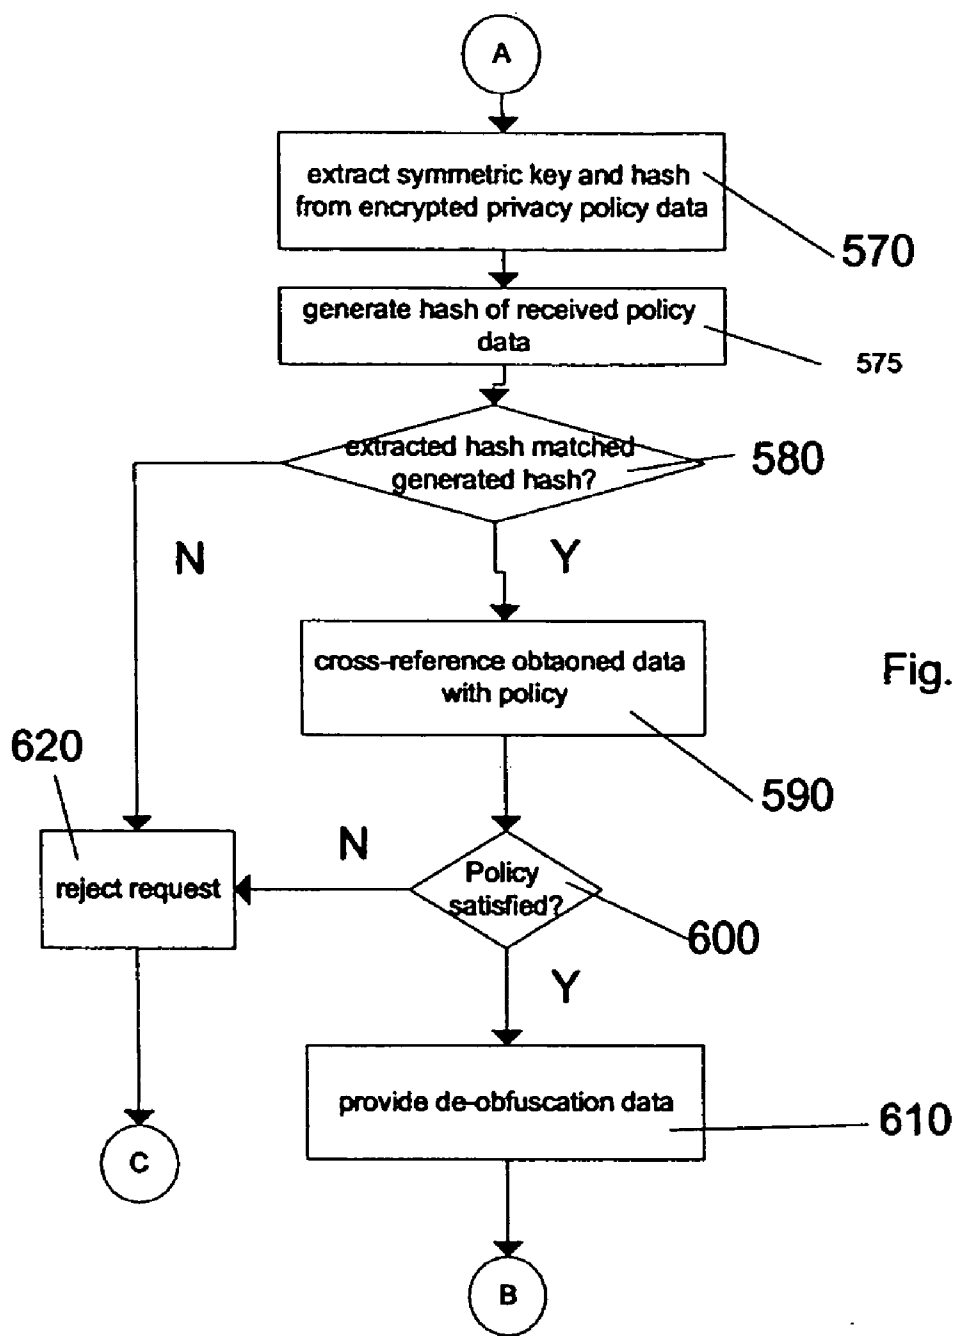 A
extract symmetric key and hash
from encrypted privacy policy data
570
generate hash of received policy
data
575
extracted hash matched
generated hash?
580
N
Y
cross-reference obtaoned data
with policy
Fig.
590
620
reject request
N
Policy
satisfied?
600
Y
provide de-obfuscation data
610
C
B